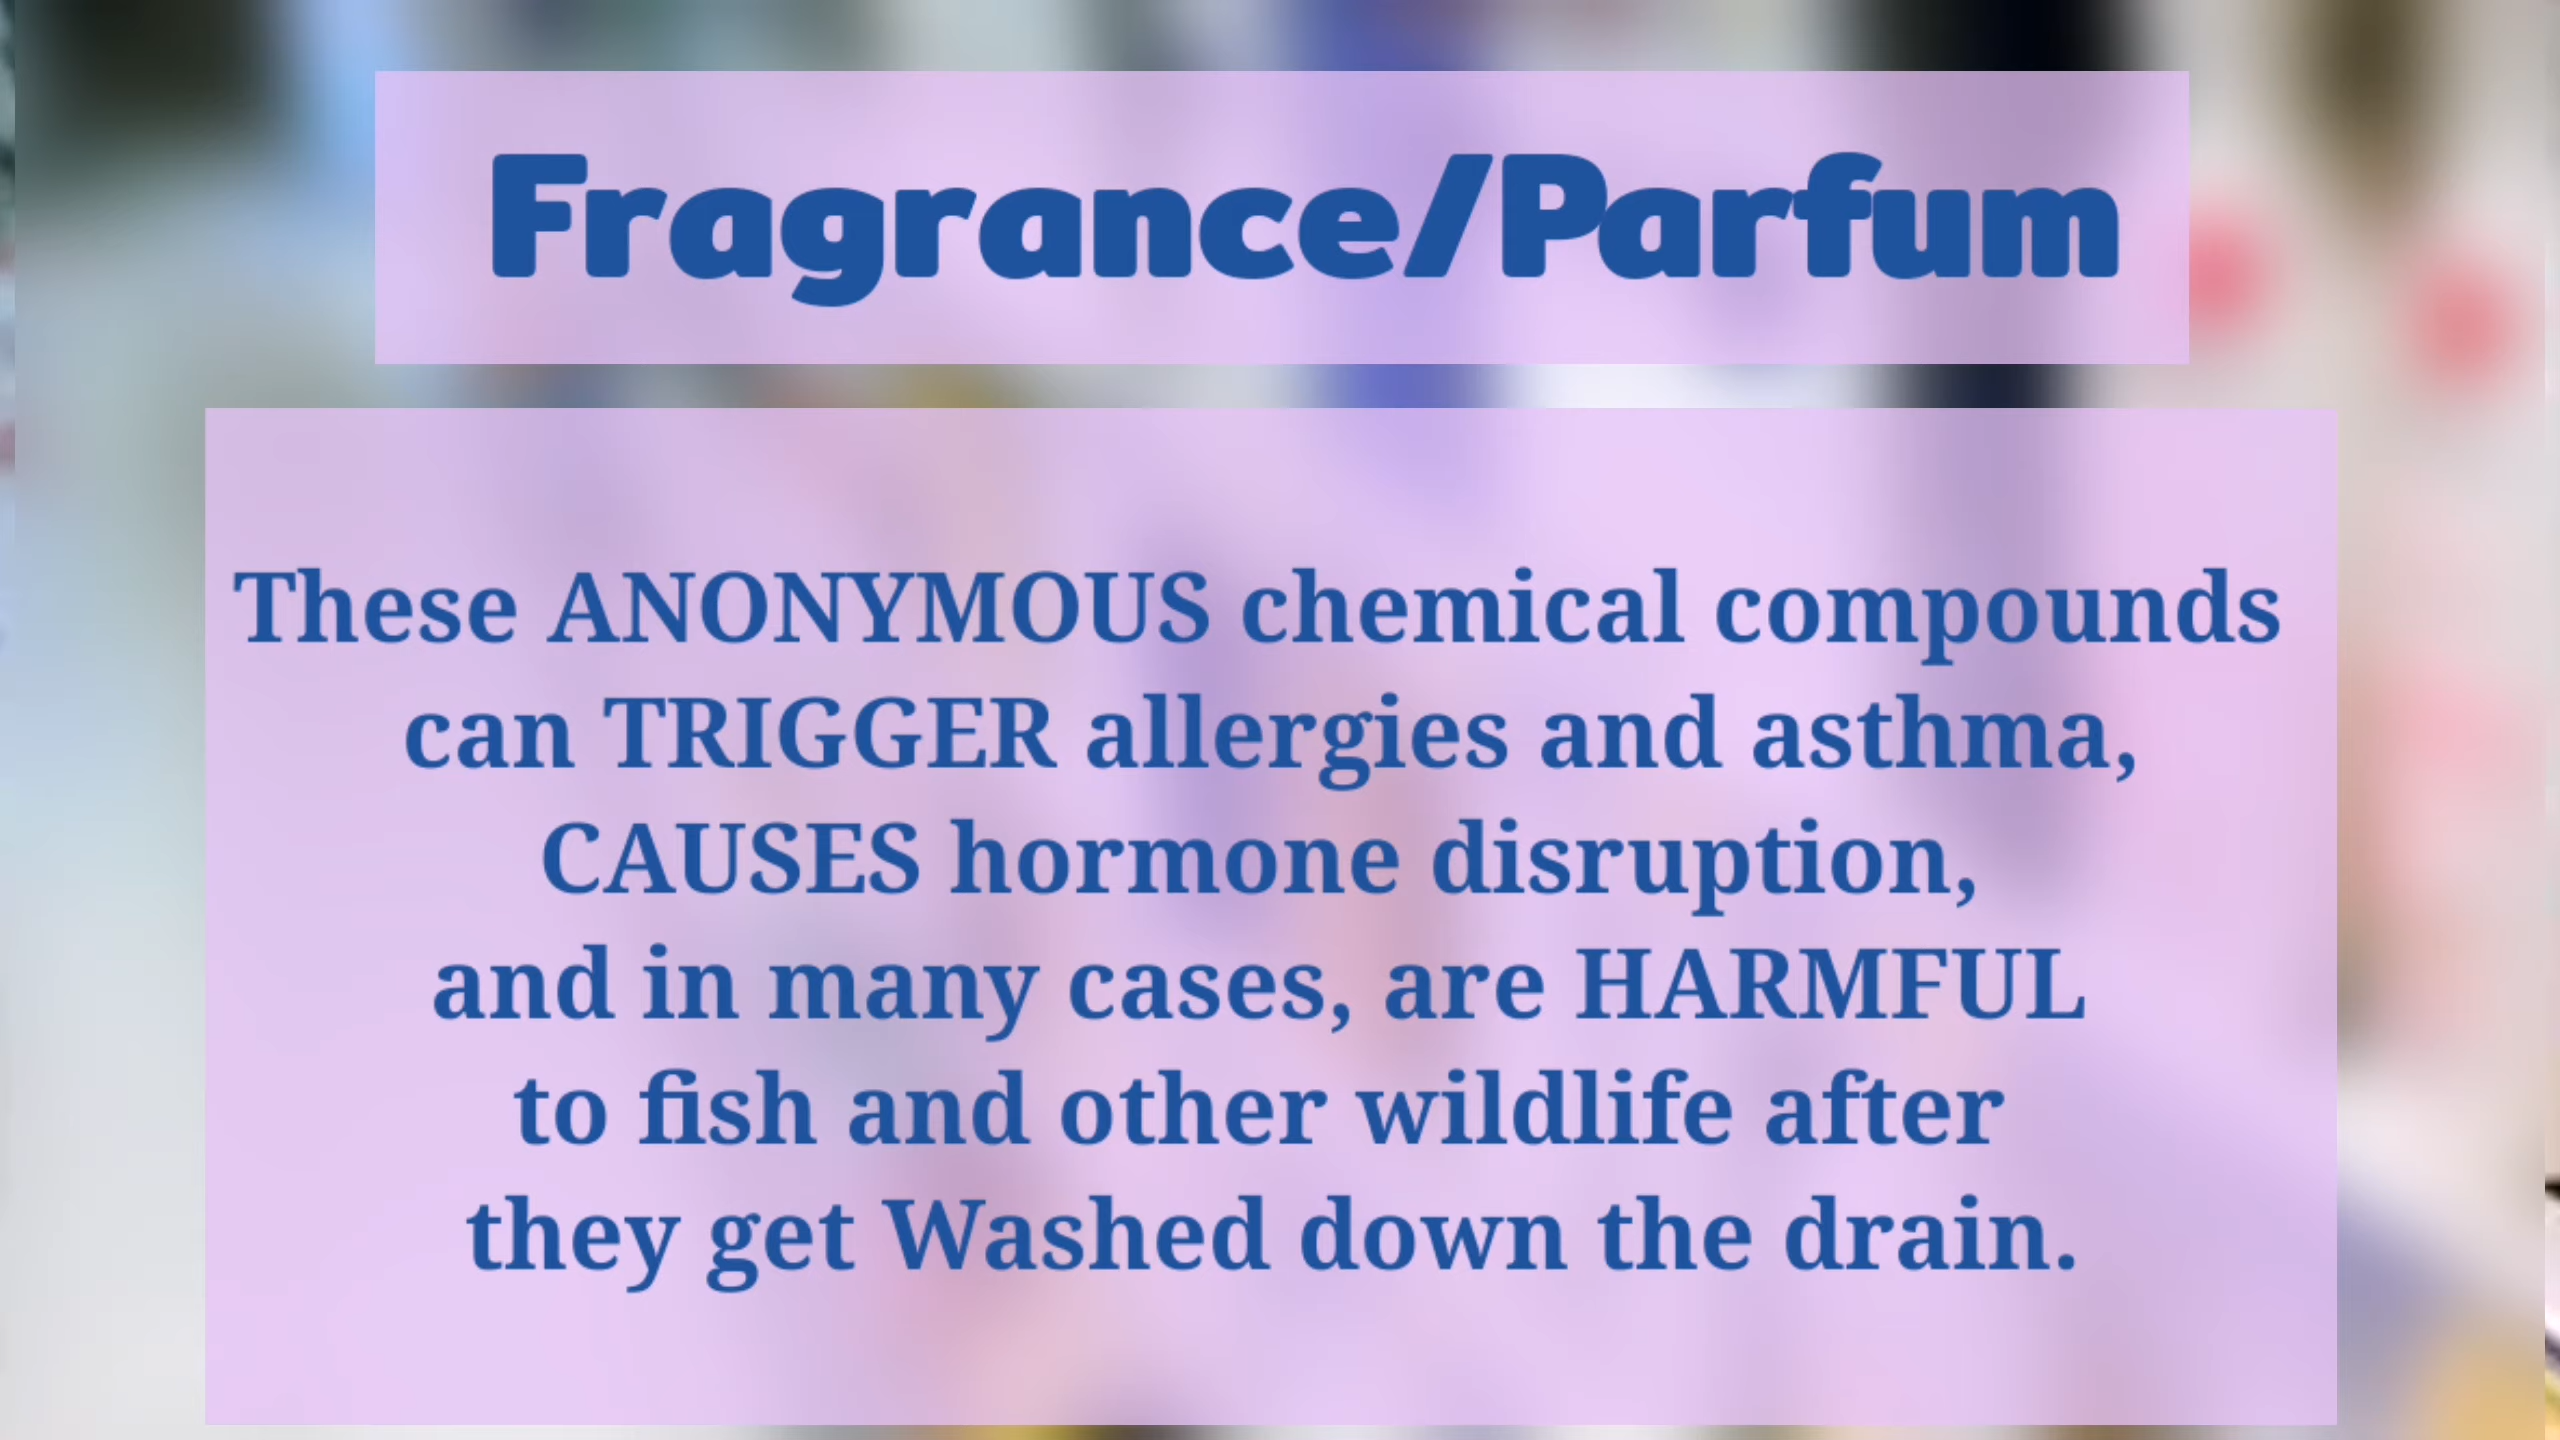 Fragrance/Parfum
These ANONYMOUS chemical compounds
can TRIGGER allergies and asthma,
CAUSES hormone disruption,
and in many cases, are HARMFUL
to fish and other wildlife after
they get Washed down the drain.